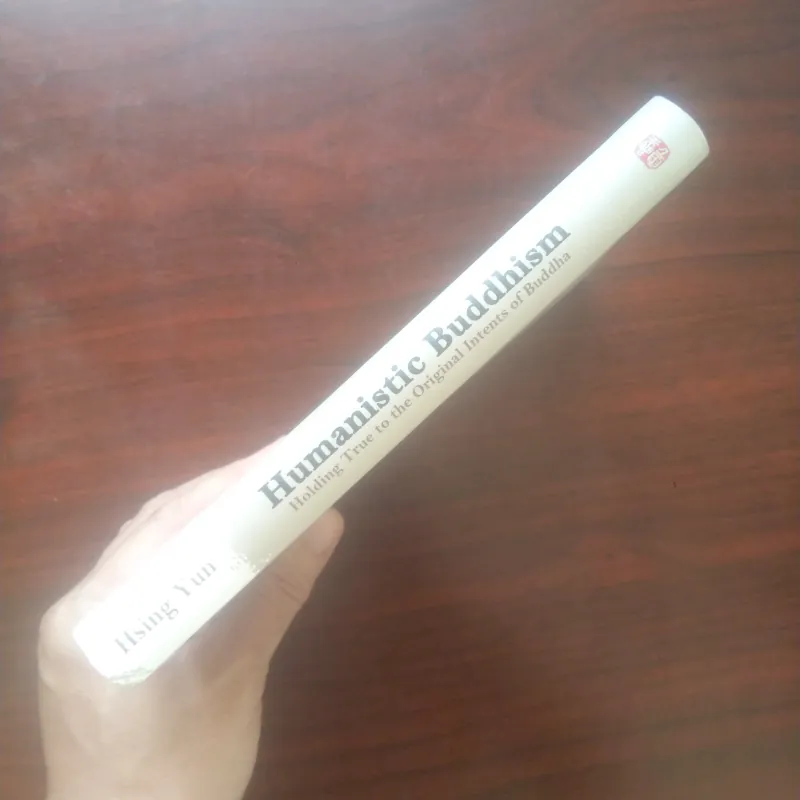 Hsing Yun
Humanistic Buddhism
Holding True to the Original Intents of Buddha